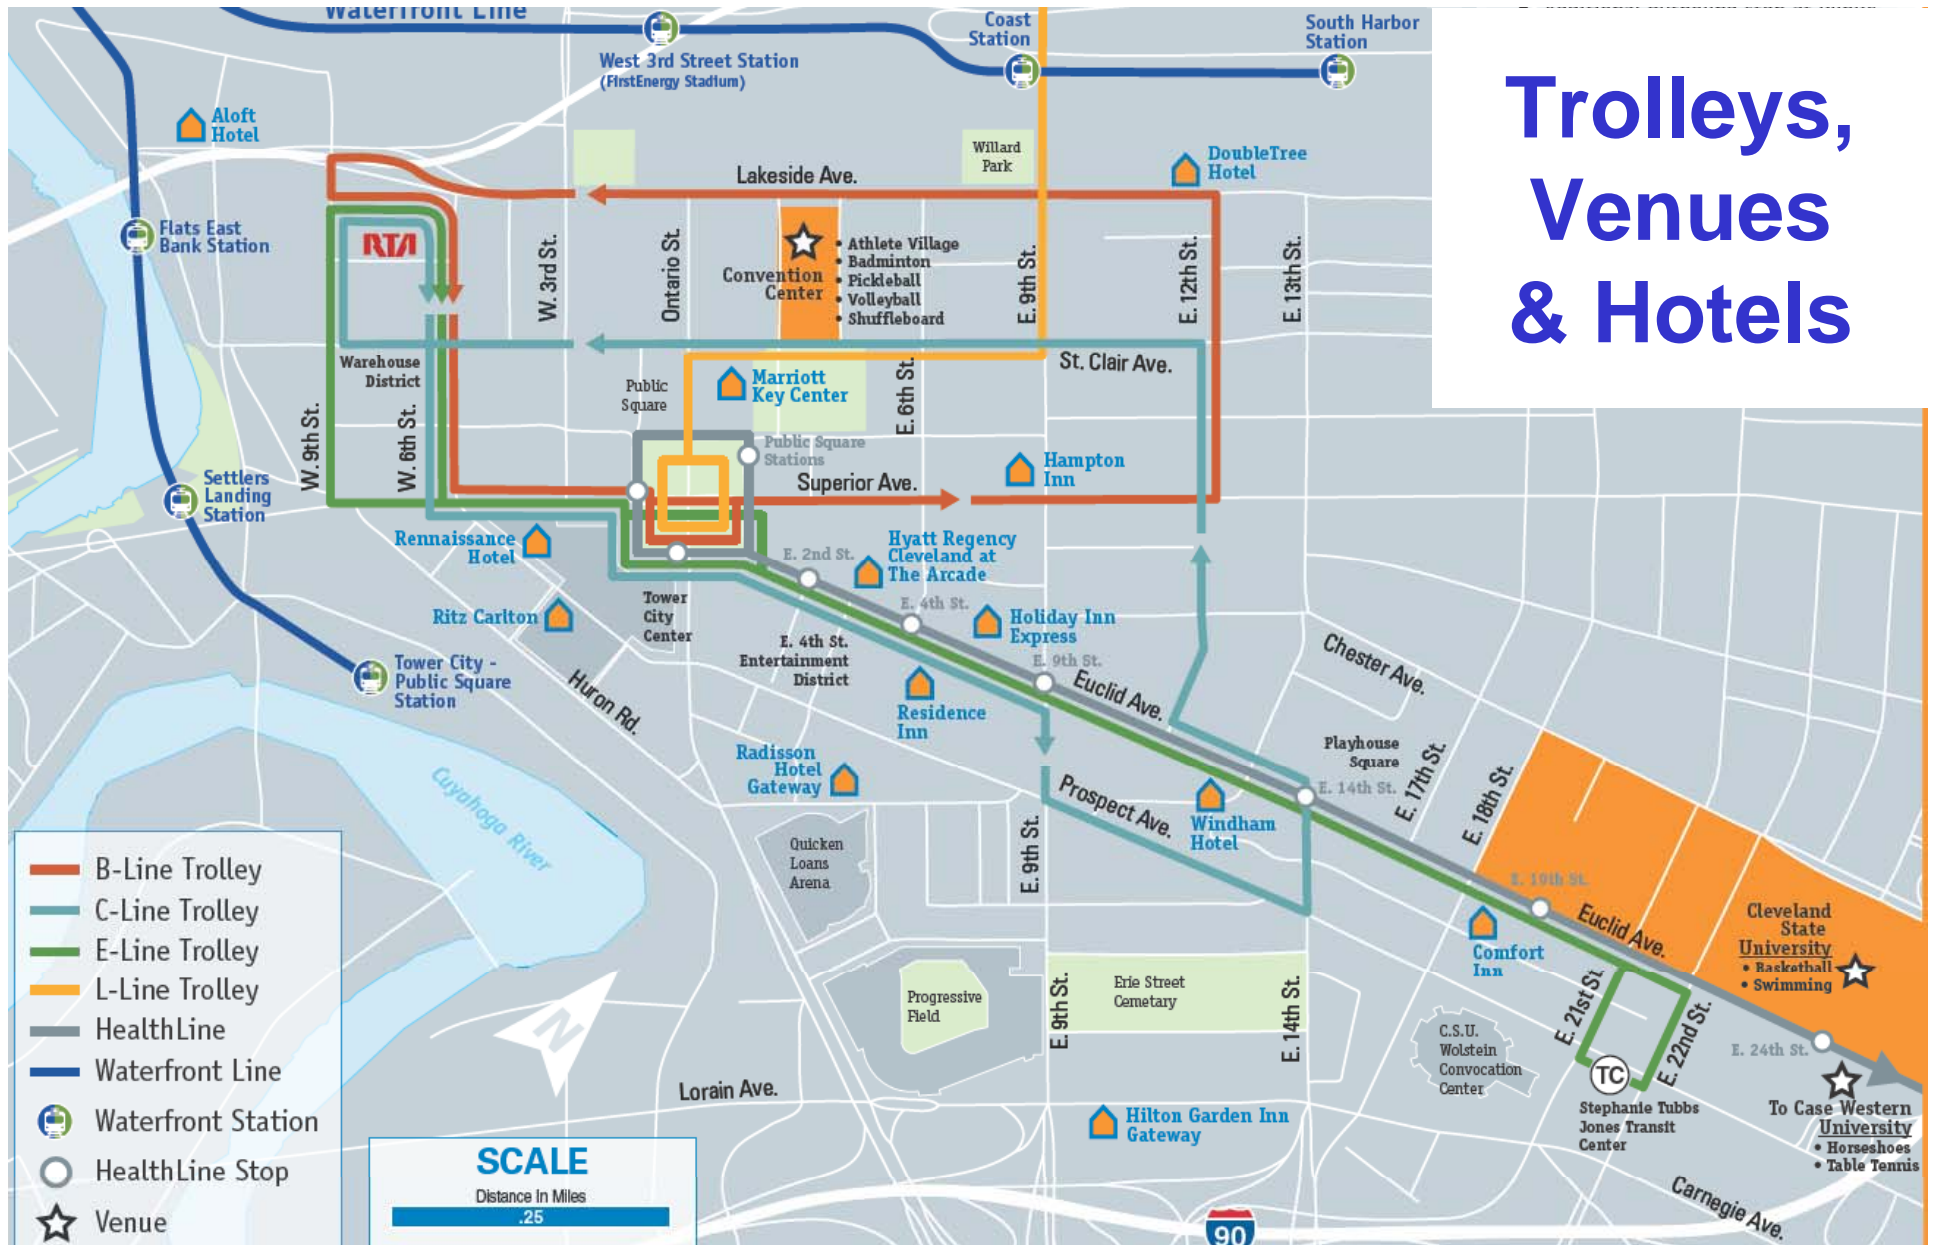 Waterfront Line
West 3rd Street Station
(FirstEnergy Stadium)
Coast
Station
South Harbor
Station
Trolleys,
Venues
& Hotels
Aloft
Hotel
Willard
Park
DoubleTree
Hotel
Lakeside Ave.
Flats East
Bank Station
RTA
W. 3rd St.
Ontario St.
Convention
Center
• Athlete Village
• Badminton
• Pickleball
• Volleyball
• Shuffleboard
E. 9th St.
E. 12th St.
E. 13th St.
Warehouse
District
Public
Square
Marriott
Key Center
E. 6th St.
St. Clair Ave.
W. 9th St.
W. 6th St.
Public Square
Stations
Superior Ave.
Hampton
Inn
Settlers
Landing
Station
Rennaissance
Hotel
E. 2nd St.
Hyatt Regency
Cleveland at
The Arcade
Ritz Carlton
Tower
City
Center
E. 4th St.
E. 4th St.
Entertainment
District
Holiday Inn
Express
E. 9th St.
Euclid Ave.
Chester Ave.
Tower City -
Public Square
Station
Huron Rd.
Residence
Inn
Radisson
Hotel
Gateway
Playhouse
Square
E. 14th St.
E. 17th St.
E. 18th St.
Cuyahoga River
Prospect Ave.
Windham
Hotel
Quicken
Loans
Arena
E. 9th St.
E. 19th St.
Euclid Ave.
Comfort
Inn
Cleveland
State
University
• Basketball
• Swimming
B-Line Trolley
C-Line Trolley
E-Line Trolley
L-Line Trolley
HealthLine
Waterfront Line
Waterfront Station
HealthLine Stop
Venue
N
Progressive
Field
E. 9th St.
Erie Street
Cemetary
E. 14th St.
C.S.U.
Wolstein
Convocation
Center
E. 21st St.
E. 22nd St.
E. 24th St.
TC
Stephanie Tubbs
Jones Transit
Center
To Case Western
University
• Horseshoes
• Table Tennis
Lorain Ave.
Hilton Garden Inn
Gateway
Carnegie Ave.
SCALE
Distance In Miles
.25
90